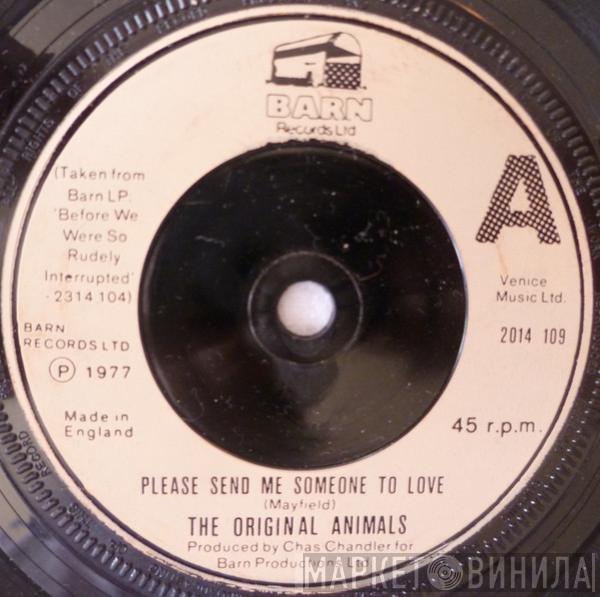 BARN
Records Ltd
A
(Taken from
Barn LP:
'Before We
Were So
Rudely
Interrupted'
- 2314 104)
Venice
Music Ltd.
BARN
RECORDS LTD
2014 109
Ⓟ 1977
Made in
England
45 r.p.m.
PLEASE SEND ME SOMEONE TO LOVE
(Mayfield)
THE ORIGINAL ANIMALS
Produced by Chas Chandler for
Barn Productions Ltd
МАРКЕТ ВИНИЛА